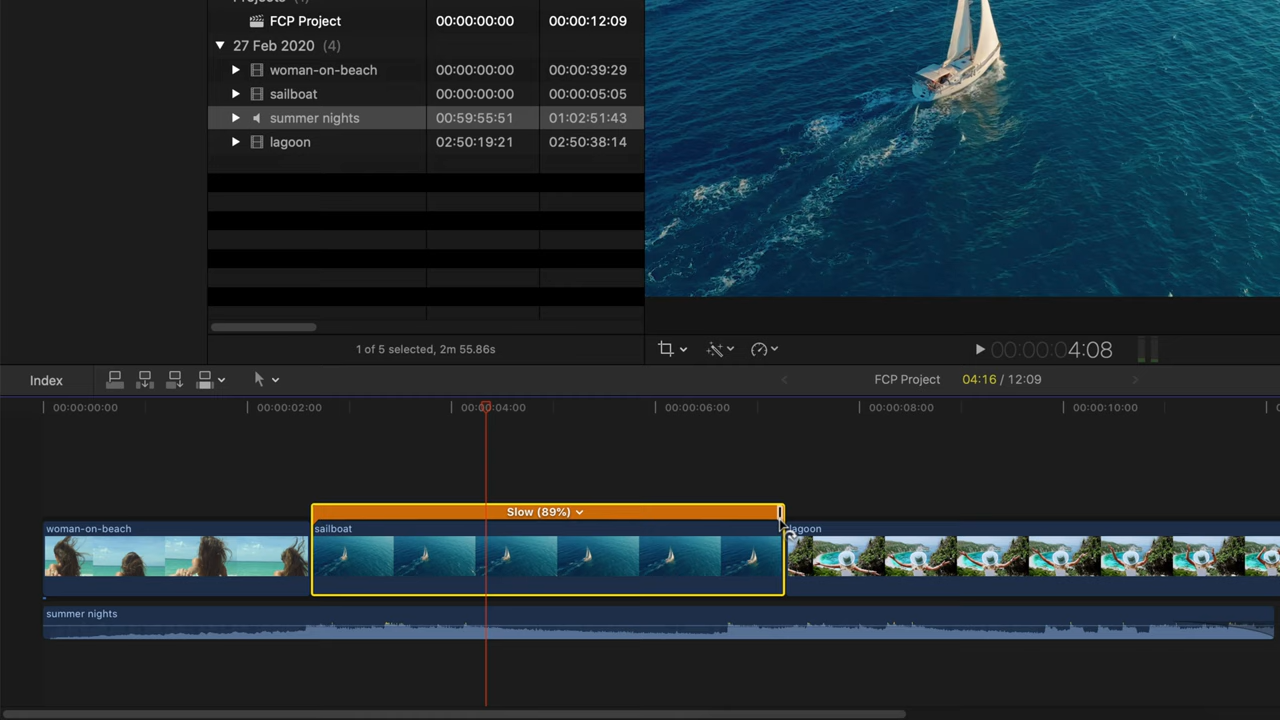 FCP Project 00:00:00:00 00:00:12:09
27 Feb 2020 (4)
woman-on-beach 00:00:00:00 00:00:39:29
sailboat 00:00:00:00 00:00:05:05
summer nights 00:59:55:51 01:02:51:43
lagoon 02:50:19:21 02:50:38:14
1 of 5 selected, 2m 55.86s
00:00:04:08
Index
FCP Project 04:16 / 12:09
00:00:00:00 00:00:02:00 00:00:04:00 00:00:06:00 00:00:08:00 00:00:10:00
Slow (89%)
woman-on-beach
sailboat
lagoon
summer nights